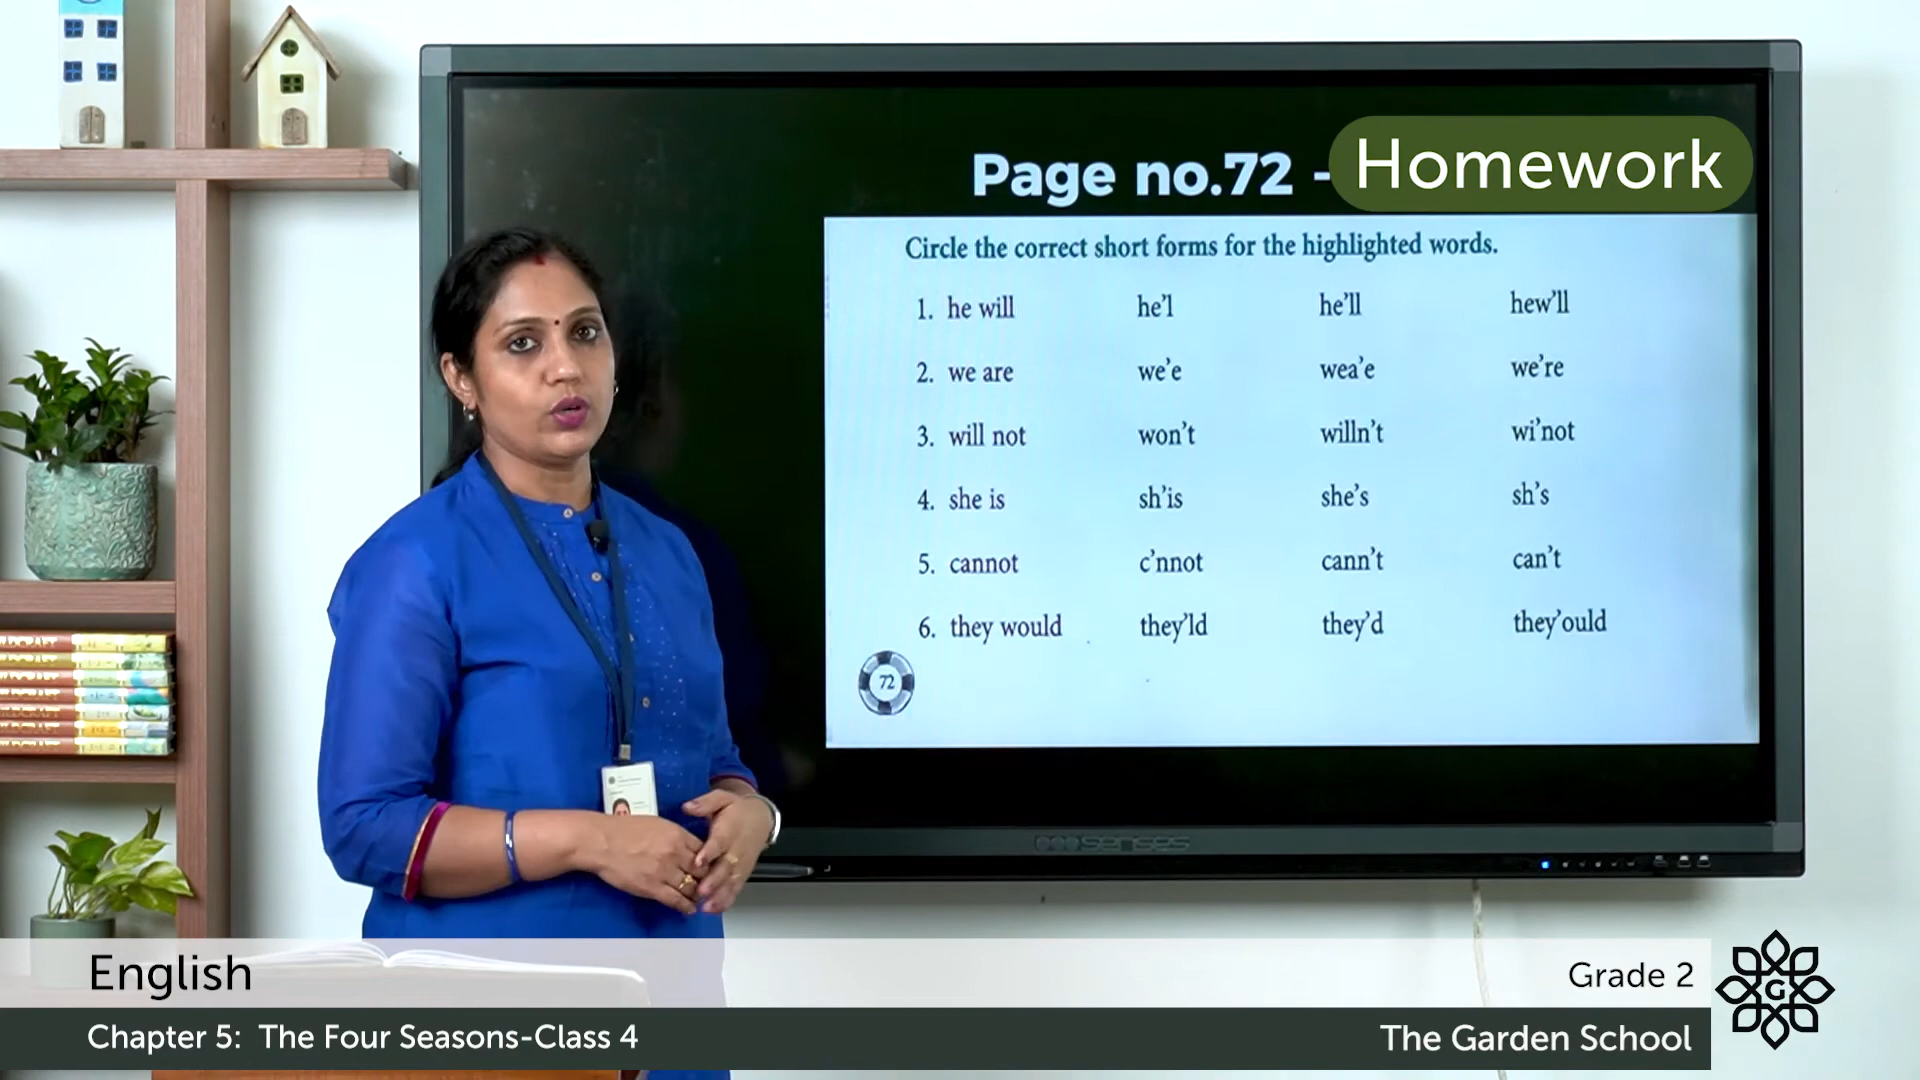 Page no.72 - Homework
Circle the correct short forms for the highlighted words.
1. he will he'l he'll hew'll
2. we are we'e wea'e we're
3. will not won't willn't wi'not
4. she is sh'is she's sh's
5. cannot c'nnot cann't can't
6. they would they'ld they'd they'ould
72
senses
English
Grade 2
Chapter 5: The Four Seasons-Class 4
The Garden School
G